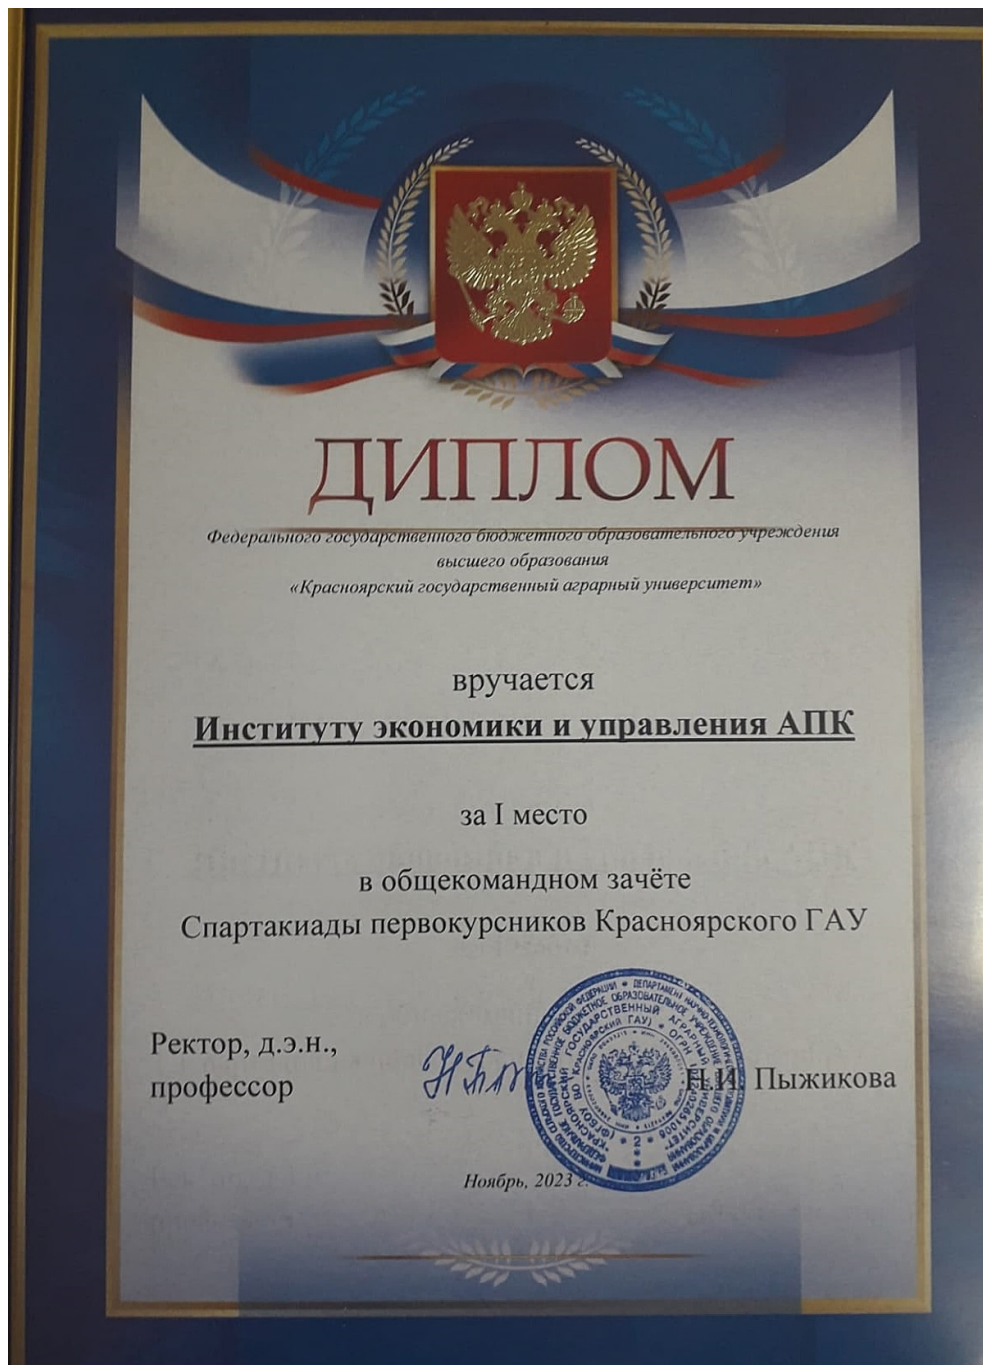 ДИПЛОМ
Федерального государственного бюджетного образовательного учреждения
высшего образования
«Красноярский государственный аграрный университет»
вручается
Институту экономики и управления АПК
за I место
в общекомандном зачёте
Спартакиады первокурсников Красноярского ГАУ
Ректор, д.э.н.,
профессор
Н.И. Пыжикова
Ноябрь, 2023 г.